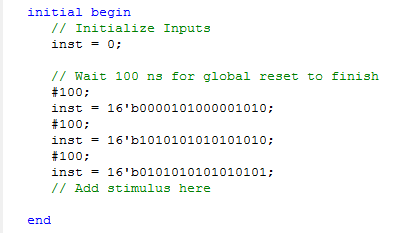 initial begin
// Initialize Inputs
inst = 0;
// Wait 100 ns for global reset to finish
#100;
inst = 16'b0000101000001010;
#100;
inst = 16'b1010101010101010;
#100;
inst = 16'b0101010101010101;
// Add stimulus here
end